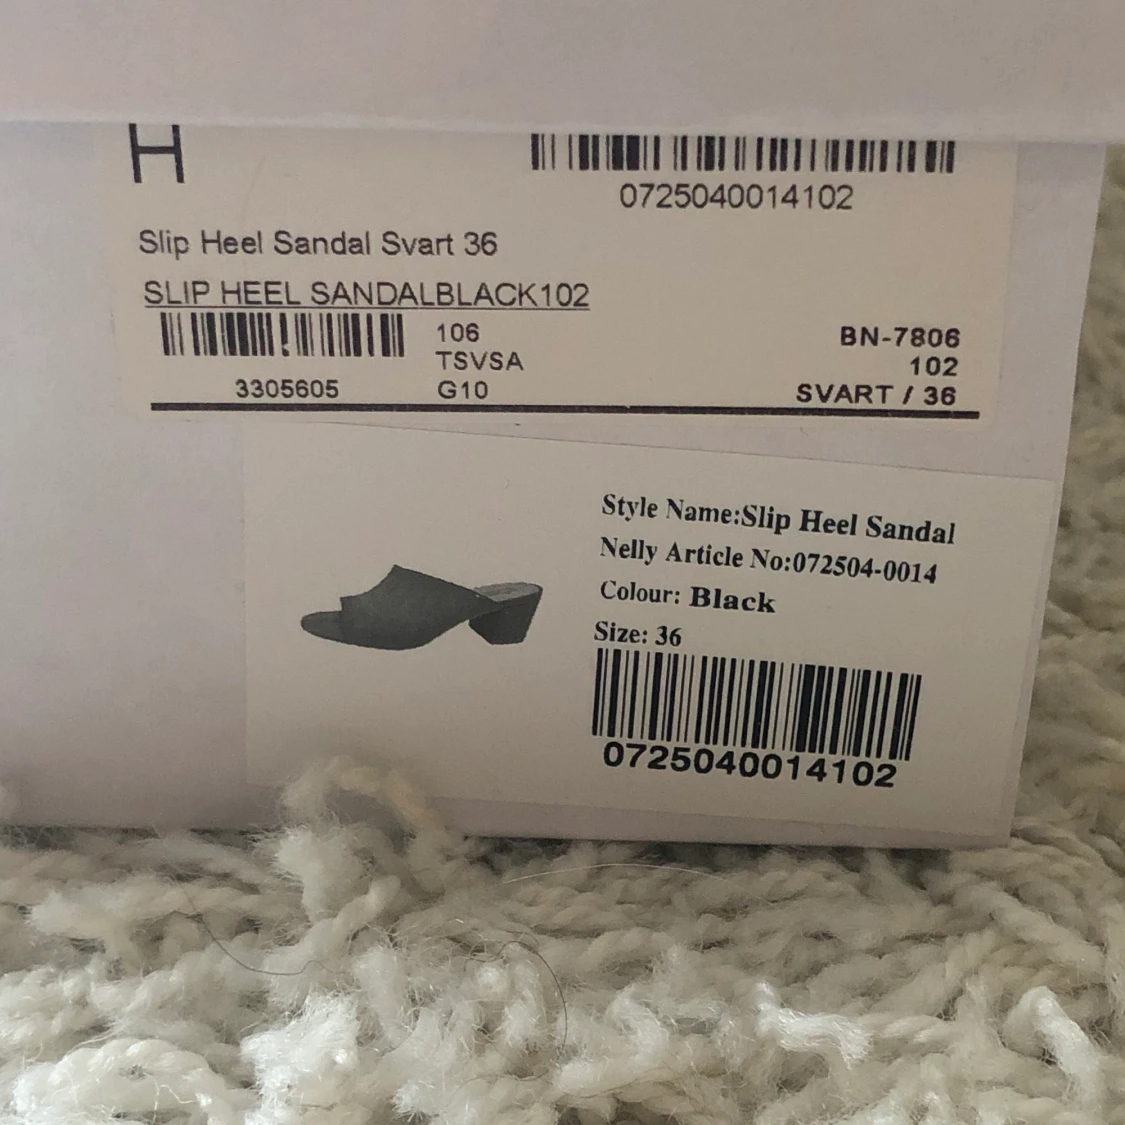 H
0725040014102
Slip Heel Sandal Svart 36
SLIP HEEL SANDALBLACK102
106
TSVSA
3305605 G10
BN-7806
102
SVART / 36
Style Name:Slip Heel Sandal
Nelly Article No:072504-0014
Colour: Black
Size: 36
0725040014102